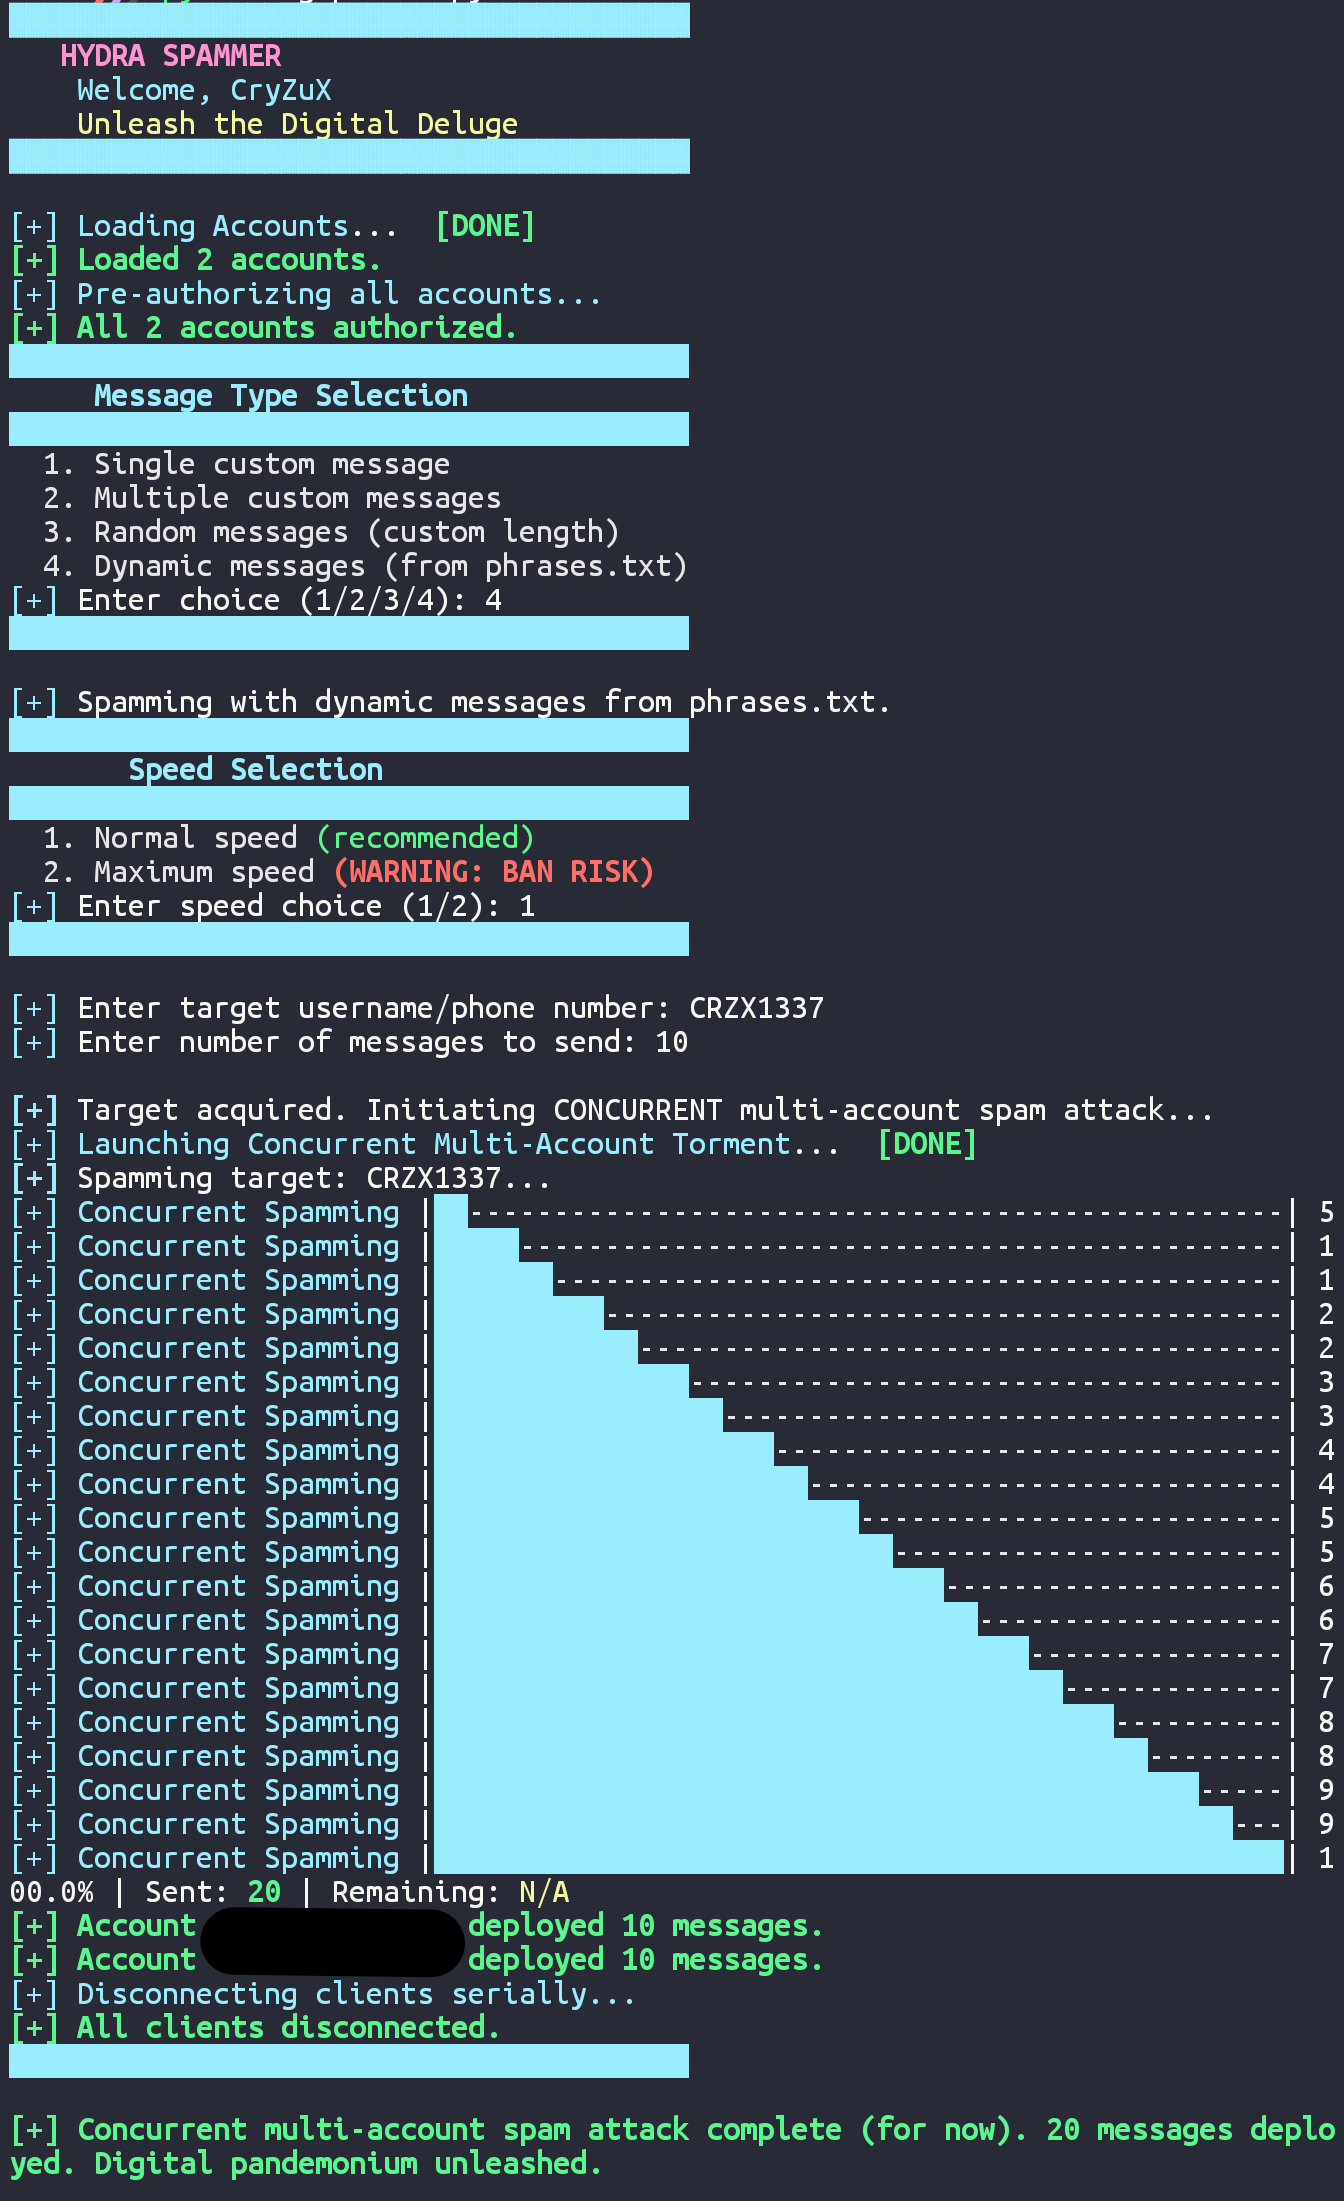 HYDRA SPAMMER
Welcome, CryZuX
Unleash the Digital Deluge
[+] Loading Accounts...  [DONE]
[+] Loaded 2 accounts.
[+] Pre-authorizing all accounts...
[+] All 2 accounts authorized.
Message Type Selection
1. Single custom message
2. Multiple custom messages
3. Random messages (custom length)
4. Dynamic messages (from phrases.txt)
[+] Enter choice (1/2/3/4): 4
[+] Spamming with dynamic messages from phrases.txt.
Speed Selection
1. Normal speed (recommended)
2. Maximum speed (WARNING: BAN RISK)
[+] Enter speed choice (1/2): 1
[+] Enter target username/phone number: CRZX1337
[+] Enter number of messages to send: 10
[+] Target acquired. Initiating CONCURRENT multi-account spam attack...
[+] Launching Concurrent Multi-Account Torment...  [DONE]
[+] Spamming target: CRZX1337...
[+] Concurrent Spamming |------------------------------------------------| 5
[+] Concurrent Spamming |---------------------------------------------| 1
[+] Concurrent Spamming |-------------------------------------------| 1
[+] Concurrent Spamming |----------------------------------------| 2
[+] Concurrent Spamming |--------------------------------------| 2
[+] Concurrent Spamming |-----------------------------------| 3
[+] Concurrent Spamming |---------------------------------| 3
[+] Concurrent Spamming |------------------------------| 4
[+] Concurrent Spamming |----------------------------| 4
[+] Concurrent Spamming |-------------------------| 5
[+] Concurrent Spamming |-----------------------| 5
[+] Concurrent Spamming |--------------------| 6
[+] Concurrent Spamming |------------------| 6
[+] Concurrent Spamming |---------------| 7
[+] Concurrent Spamming |-------------| 7
[+] Concurrent Spamming |----------| 8
[+] Concurrent Spamming |--------| 8
[+] Concurrent Spamming |-----| 9
[+] Concurrent Spamming |---| 9
[+] Concurrent Spamming || 1
00.0% | Sent: 20 | Remaining: N/A
[+] Account deployed 10 messages.
[+] Account deployed 10 messages.
[+] Disconnecting clients serially...
[+] All clients disconnected.
[+] Concurrent multi-account spam attack complete (for now). 20 messages deplo
yed. Digital pandemonium unleashed.